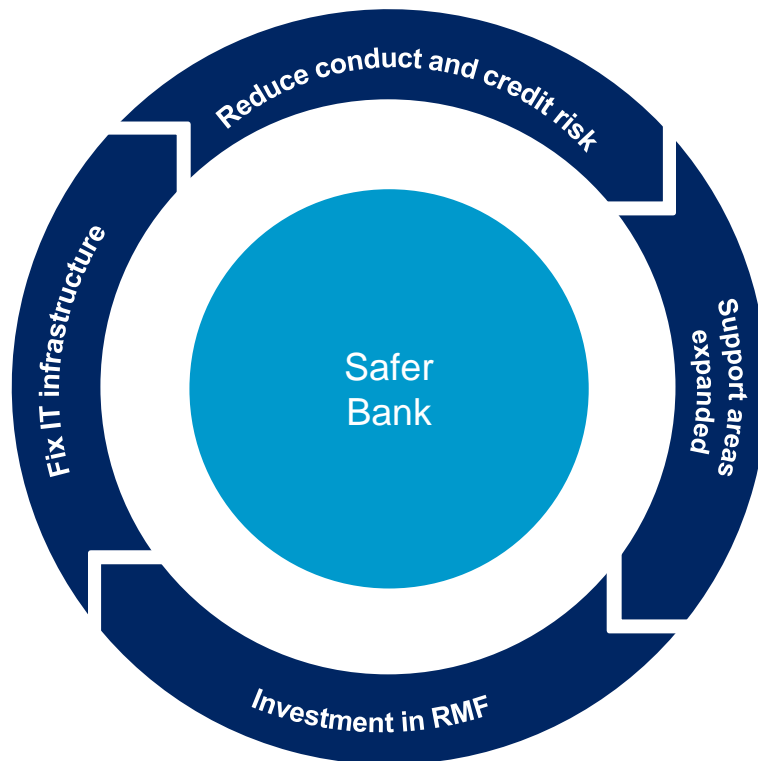 Reduce conduct and credit risk
Support areas
expanded
Investment in RMF
Fix IT infrastructure
Safer
Bank